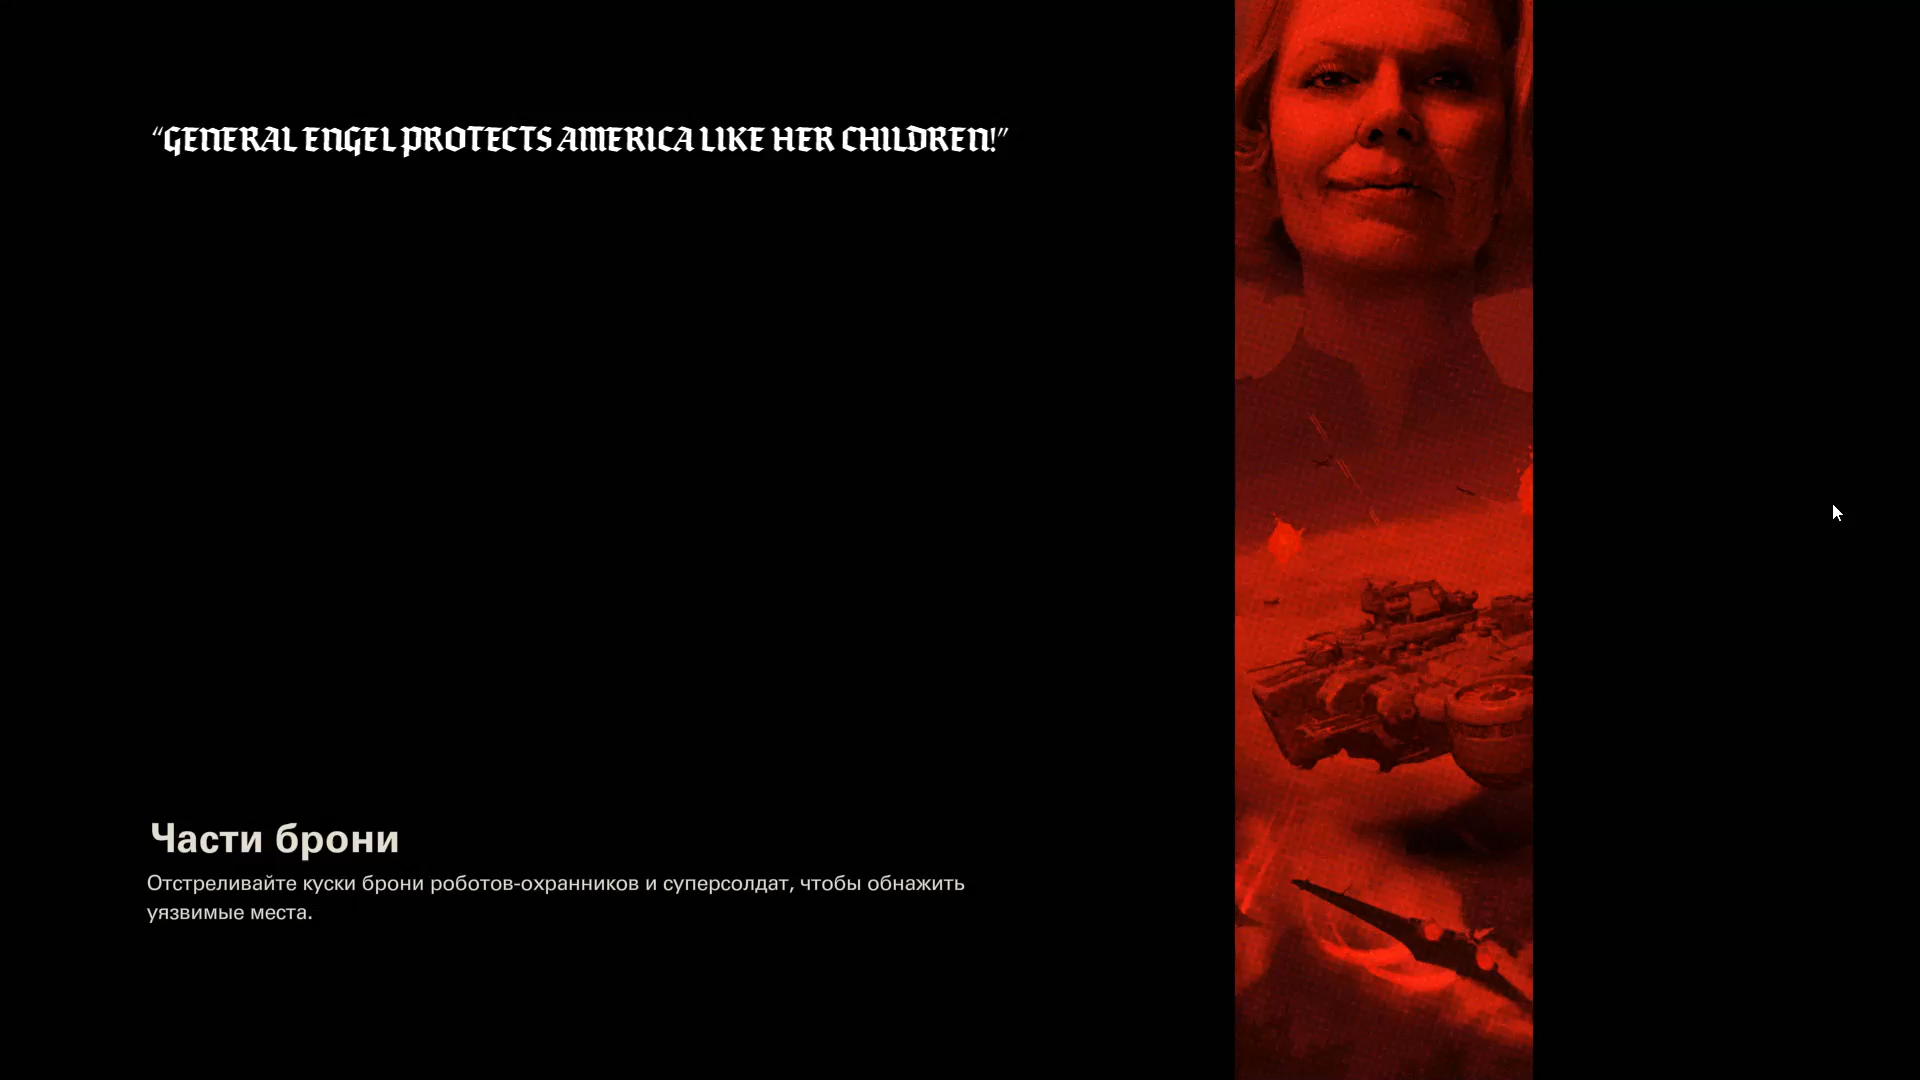 “GENERAL ENGEL PROTECTS AMERICA LIKE HER CHILDREN!”
Части брони
Отстреливайте куски брони роботов-охранников и суперсолдат, чтобы обнажить
уязвимые места.